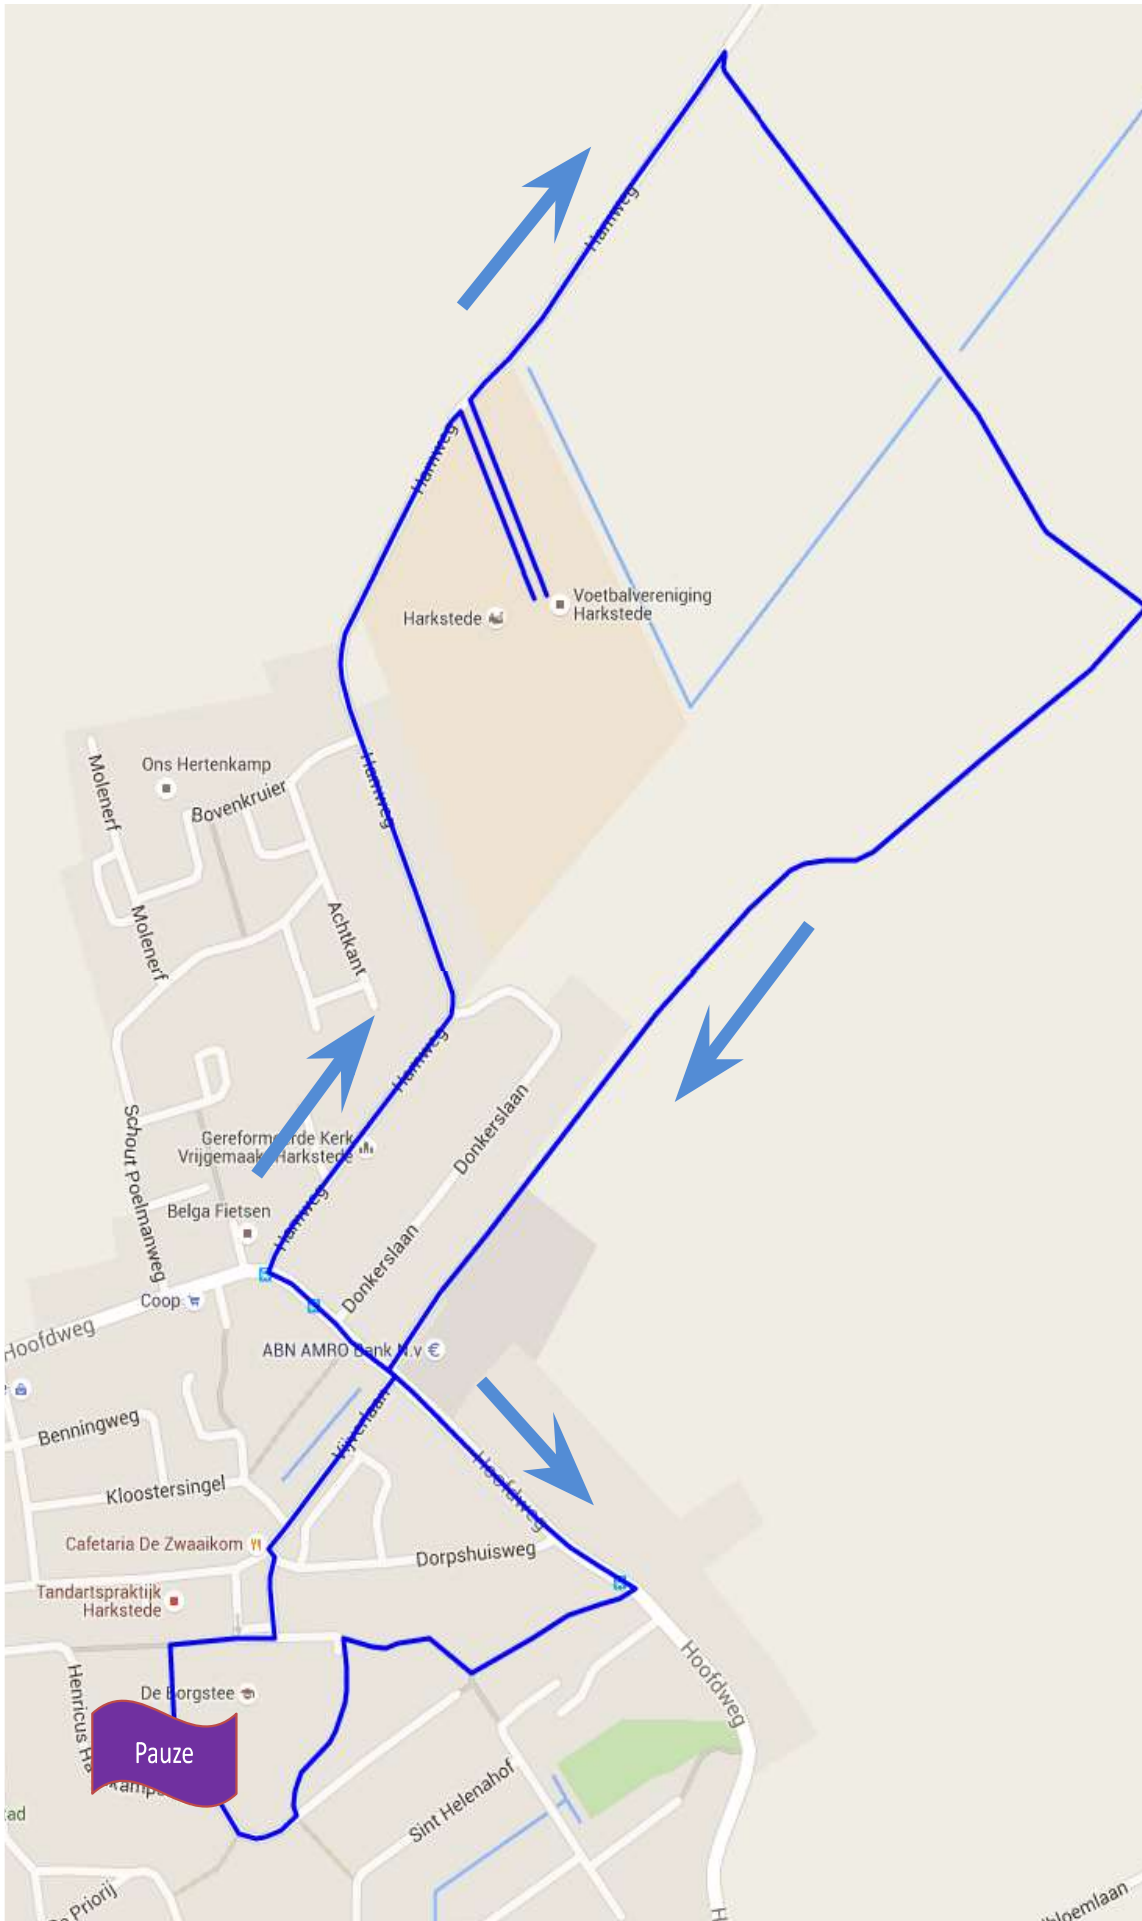 Hamweg
Hamweg
Voetbalvereniging
Harkstede
Harkstede
Hamweg
Ons Hertenkamp
Bovenkruier
Molenerf
Molenerf
Achtkant
Hamweg
Donkerslaan
Schout Poelmanweg
Gereformeerde Kerk
Vrijgemaakt Harkstede
Hamweg
Belga Fietsen
Donkerslaan
Coop
Hoofdweg
ABN AMRO Bank N.v
Vijverlaan
Benningweg
Kloostersingel
Hoofdweg
Cafetaria De Zwaaikom
Dorpshuisweg
Tandartspraktijk
Harkstede
De Borgstee
Henricus
Hoofdweg
Pauze
Sint Helenahof
Priorij